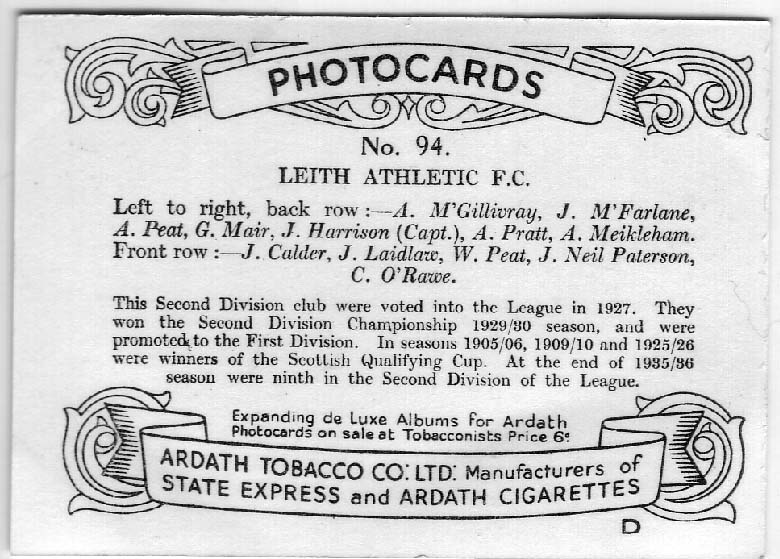 PHOTOCARDS
No. 94.
LEITH ATHLETIC F.C.
Left to right, back row :—A. M'Gillivray, J. M'Farlane,
A. Peat, G. Mair, J. Harrison (Capt.), A. Pratt, A. Meikleham.
Front row :—J. Calder, J. Laidlaw, W. Peat, J. Neil Paterson,
C. O'Rawe.
This Second Division club were voted into the League in 1927. They
won the Second Division Championship 1929/30 season, and were
promoted to the First Division. In seasons 1905/06, 1909/10 and 1925/26
were winners of the Scottish Qualifying Cup. At the end of 1935/36
season were ninth in the Second Division of the League.
Expanding de Luxe Albums for Ardath
Photocards on sale at Tobacconists Price 6ᵈ
ARDATH TOBACCO CO: LTD: Manufacturers of
STATE EXPRESS and ARDATH CIGARETTES
D